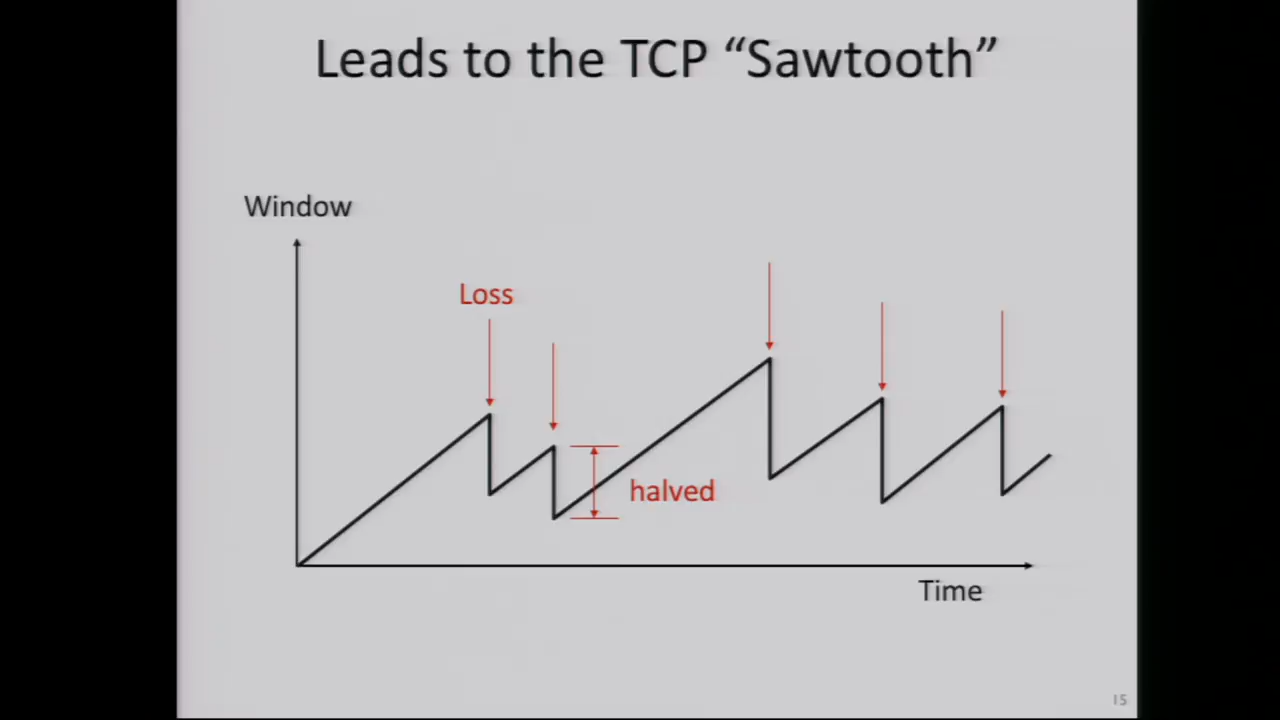 Leads to the TCP “Sawtooth”
Window
Loss
halved
Time
15